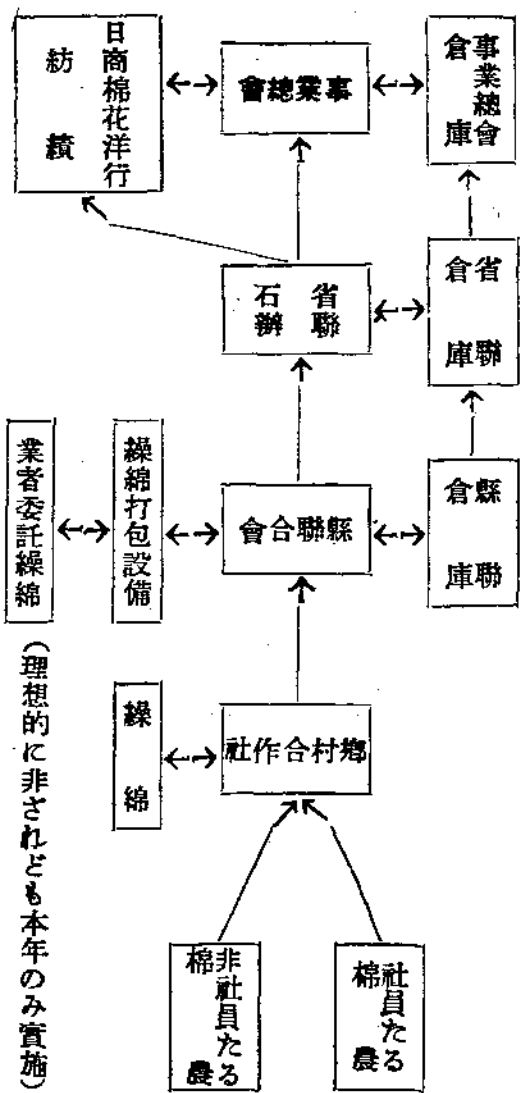 事業總會
倉庫
省聯
倉庫
縣聯
倉庫
事業總會
省聯
石辦
縣聯合會
鄉村合作社
社員たる
棉農
非社員たる
棉農
日商棉花洋行
紡績
繰綿打包設備
繰綿
業者委託繰綿
（理想的に非されども本年のみ實施）